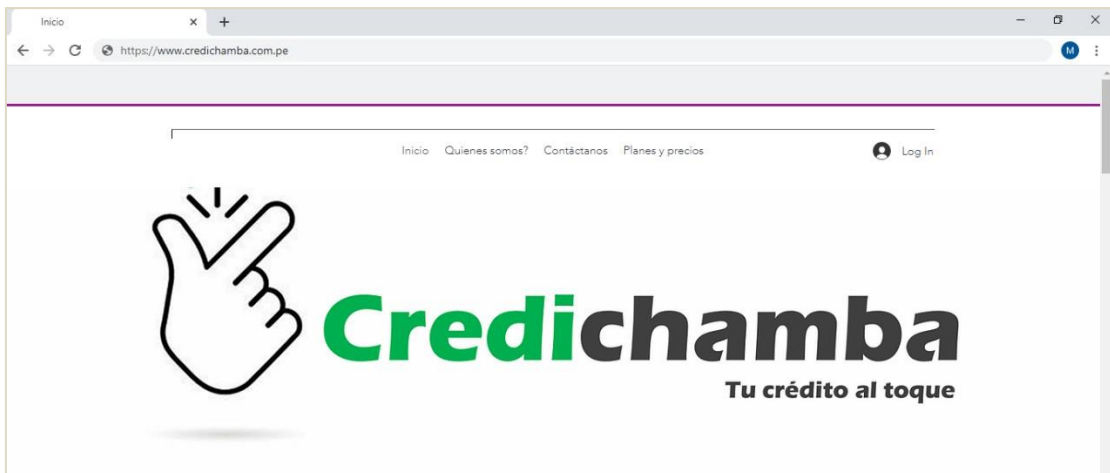 Inicio
https://www.credichamba.com.pe
M
Inicio Quienes somos? Contáctanos Planes y precios Log In
Credichamba
Tu crédito al toque